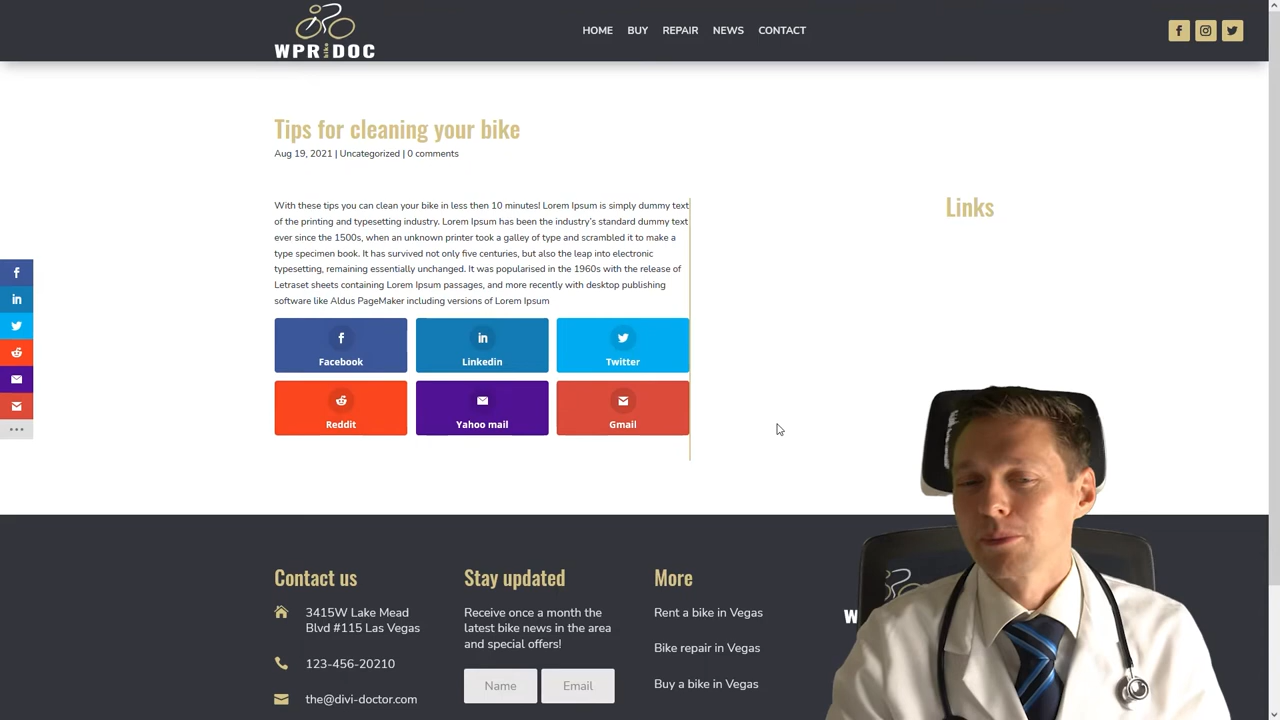 WPR bike DOC
HOME BUY REPAIR NEWS CONTACT
Tips for cleaning your bike
Aug 19, 2021 | Uncategorized | 0 comments
With these tips you can clean your bike in less then 10 minutes! Lorem Ipsum is simply dummy text
of the printing and typesetting industry. Lorem Ipsum has been the industry's standard dummy text
ever since the 1500s, when an unknown printer took a galley of type and scrambled it to make a
type specimen book. It has survived not only five centuries, but also the leap into electronic
typesetting, remaining essentially unchanged. It was popularised in the 1960s with the release of
Letraset sheets containing Lorem Ipsum passages, and more recently with desktop publishing
software like Aldus PageMaker including versions of Lorem Ipsum
Links
Facebook
Linkedin
Twitter
Reddit
Yahoo mail
Gmail
Contact us
3415W Lake Mead
Blvd #115 Las Vegas
123-456-20210
the@divi-doctor.com
Stay updated
Receive once a month the
latest bike news in the area
and special offers!
Name
Email
More
Rent a bike in Vegas
Bike repair in Vegas
Buy a bike in Vegas
W